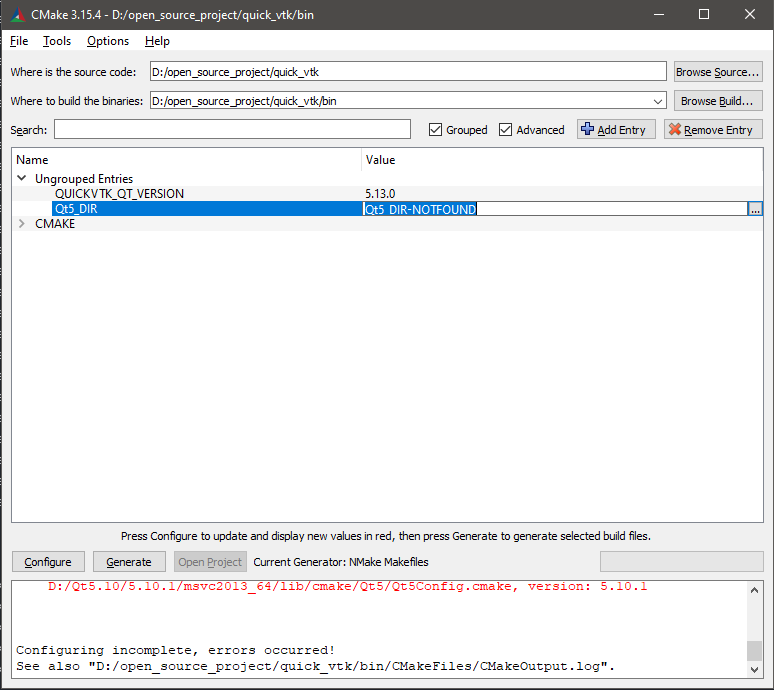 CMake 3.15.4 - D:/open_source_project/quick_vtk/bin
File Tools Options Help
Where is the source code: D:/open_source_project/quick_vtk Browse Source...
Where to build the binaries: D:/open_source_project/quick_vtk/bin Browse Build...
Search: Grouped Advanced Add Entry Remove Entry
Name Value
Ungrouped Entries
QUICKVTK_QT_VERSION 5.13.0
Qt5_DIR Qt5_DIR-NOTFOUND ...
CMAKE
Press Configure to update and display new values in red, then press Generate to generate selected build files.
Configure Generate Open Project Current Generator: NMake Makefiles
D:/Qt5.10/5.10.1/msvc2013_64/lib/cmake/Qt5/Qt5Config.cmake, version: 5.10.1
Configuring incomplete, errors occurred!
See also "D:/open_source_project/quick_vtk/bin/CMakeFiles/CMakeOutput.log".